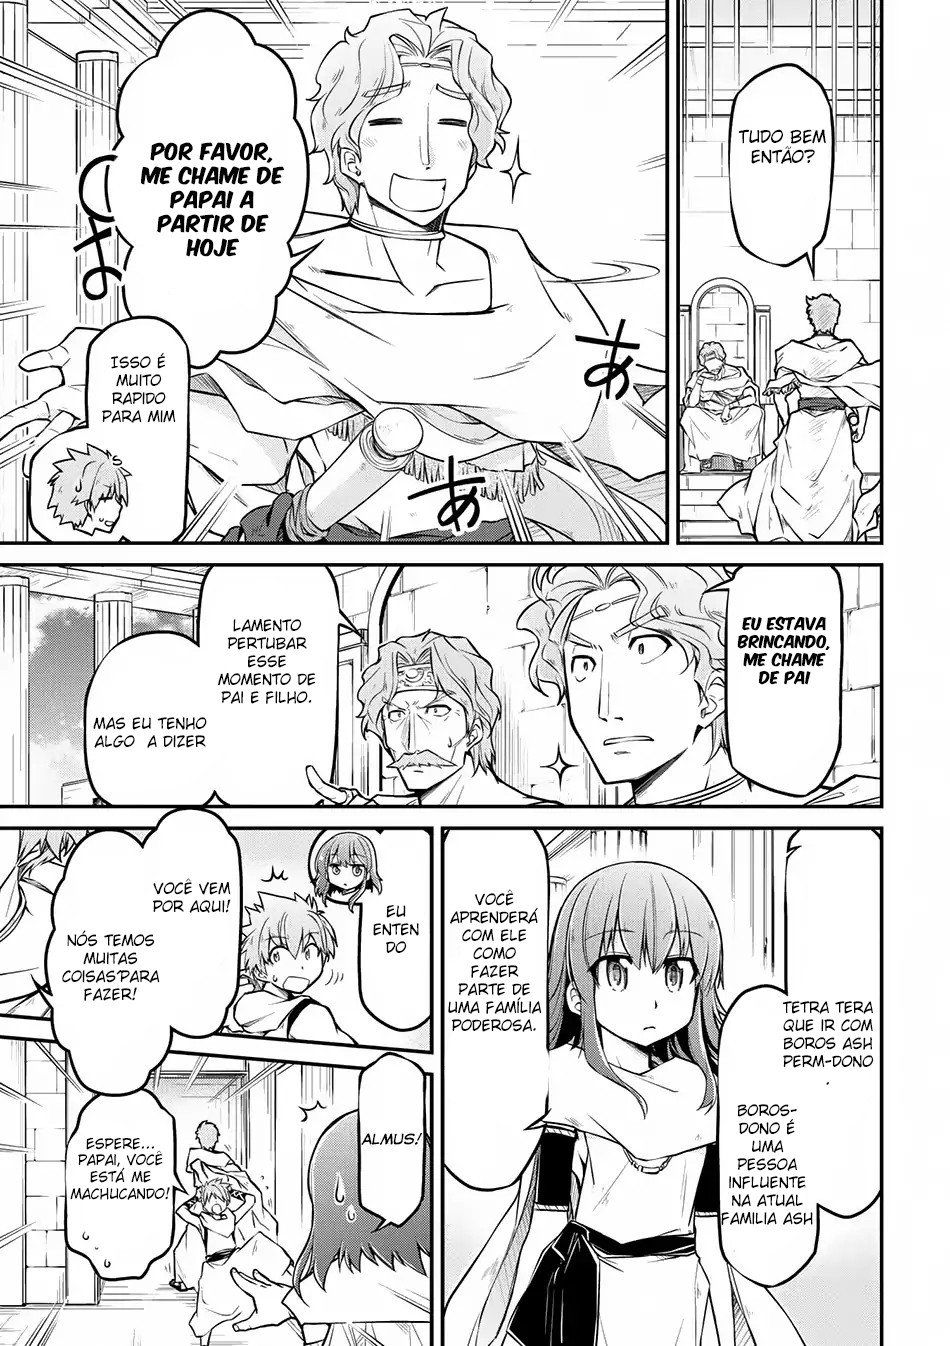 TUDO BEM
ENTÃO?
POR FAVOR,
ME CHAME DE
PAPAI A
PARTIR DE
HOJE
ISSO É
MUITO
RAPIDO
PARA MIM
ぁ
あ
EU ESTAVA
BRINCANDO,
ME CHAME
DE PAI
LAMENTO
PERTUBAR
ESSE
MOMENTO DE
PAI E FILHO.
MAS EU TENHO
ALGO A DIZER
TETRA TERA
QUE IR COM
BOROS ASH
PERM-DONO
BOROS-
DONO É
UMA
PESSOA
INFLUENTE
NA ATUAL
FAMILIA ASH
VOCÊ
APRENDERÁ
COM ELE
COMO
FAZER
PARTE DE
UMA FAMÍLIA
PODEROSA.
EU
ENTEN
DO
VOCÊ VEM
POR AQUI!
NÓS TEMOS
MUITAS
COISAS PARA
FAZER!
ALMUS!
ESPERE...
PAPAI, VOCÊ
ESTÁ ME
MACHUCANDO!